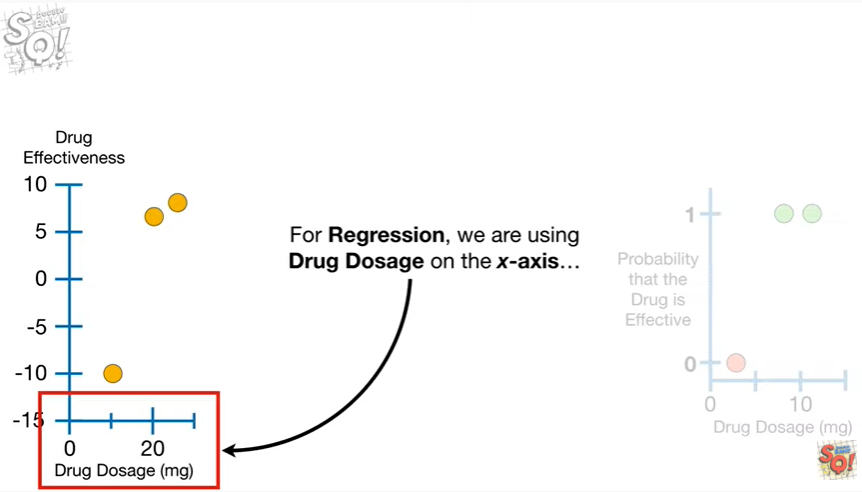 Drug
Effectiveness
10
5
0
-5
-10
-15
0 20
Drug Dosage (mg)
For Regression, we are using
Drug Dosage on the x-axis…
1
Probability
that the
Drug is
Effective
0
0 10
Drug Dosage (mg)
SQ!